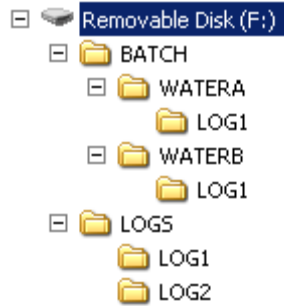 Removable Disk (F:)
BATCH
WATERA
LOG1
WATERB
LOG1
LOGS
LOG1
LOG2